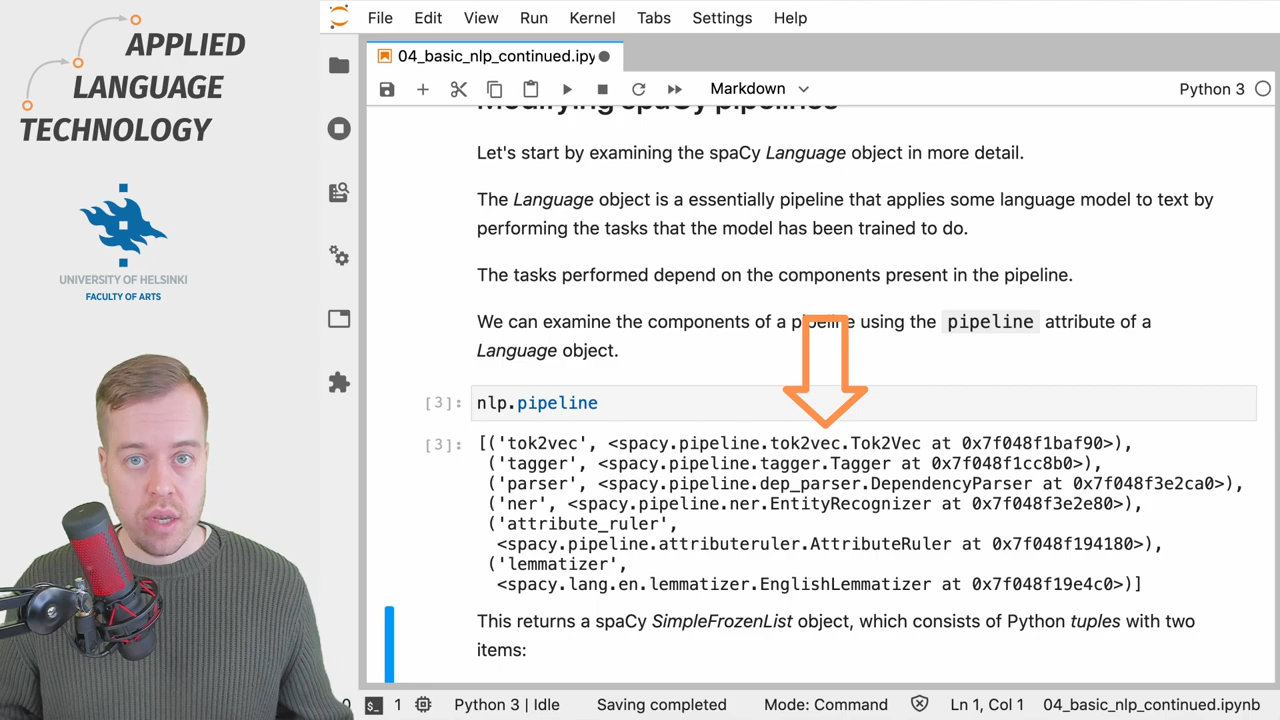 APPLIED
LANGUAGE
TECHNOLOGY
UNIVERSITY OF HELSINKI
FACULTY OF ARTS
File Edit View Run Kernel Tabs Settings Help
04_basic_nlp_continued.ipy
Markdown
Python 3
Modifying spaCy pipelines
Let's start by examining the spaCy Language object in more detail.
The Language object is a essentially pipeline that applies some language model to text by
performing the tasks that the model has been trained to do.
The tasks performed depend on the components present in the pipeline.
We can examine the components of a pipeline using the pipeline attribute of a
Language object.
[3]: nlp.pipeline
[3]: [('tok2vec', <spacy.pipeline.tok2vec.Tok2Vec at 0x7f048f1baf90>),
('tagger', <spacy.pipeline.tagger.Tagger at 0x7f048f1cc8b0>),
('parser', <spacy.pipeline.dep_parser.DependencyParser at 0x7f048f3e2ca0>),
('ner', <spacy.pipeline.ner.EntityRecognizer at 0x7f048f3e2e80>),
('attribute_ruler',
<spacy.pipeline.attributeruler.AttributeRuler at 0x7f048f194180>),
('lemmatizer',
<spacy.lang.en.lemmatizer.EnglishLemmatizer at 0x7f048f19e4c0>)]
This returns a spaCy SimpleFrozenList object, which consists of Python tuples with two
items:
0 1 Python 3 | Idle Saving completed Mode: Command Ln 1, Col 1 04_basic_nlp_continued.ipynb